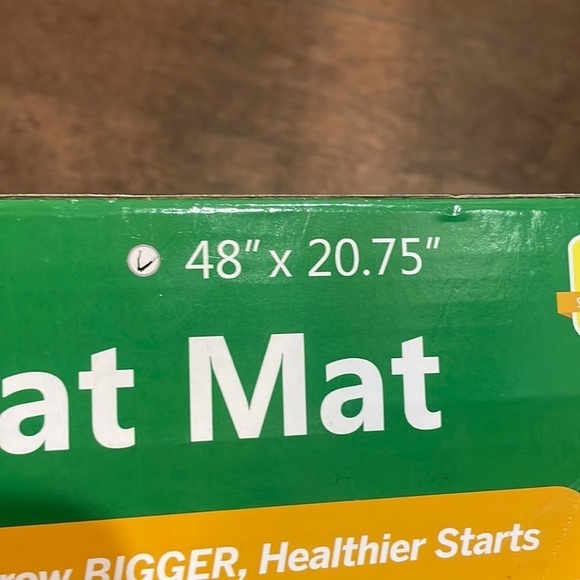 48" x 20.75"
at Mat
row BIGGER, Healthier Starts